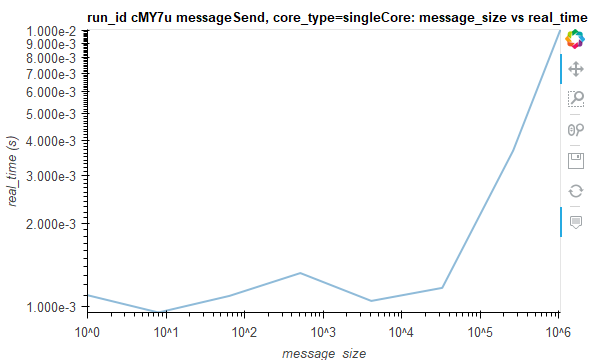 run_id cMY7u messageSend, core_type=singleCore: message_size vs real_time
1.000e-2
9.000e-3
8.000e-3
7.000e-3
6.000e-3
5.000e-3
4.000e-3
3.000e-3
2.000e-3
1.000e-3
real_time (s)
10^0 10^1 10^2 10^3 10^4 10^5 10^6
message_size